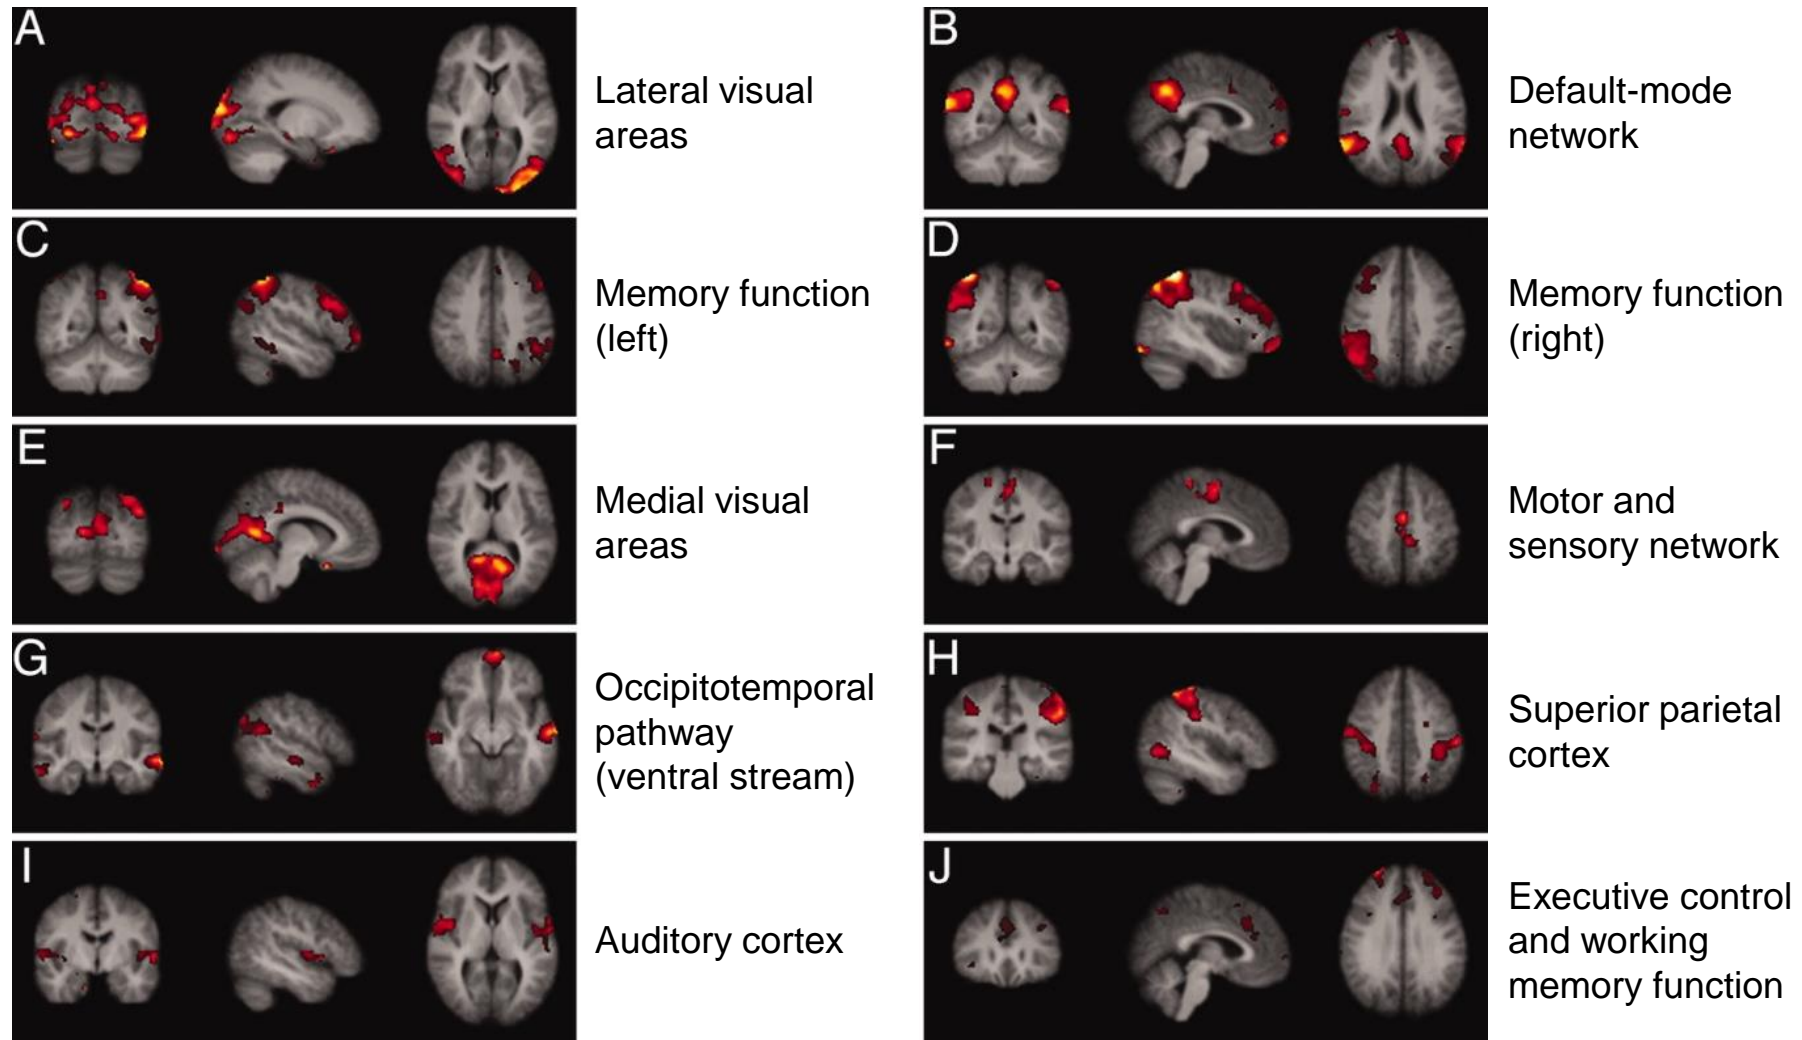 A
Lateral visual
areas
B
Default-mode
network
C
Memory function
(left)
D
Memory function
(right)
E
Medial visual
areas
F
Motor and
sensory network
G
Occipitotemporal
pathway
(ventral stream)
H
Superior parietal
cortex
I
Auditory cortex
J
Executive control
and working
memory function